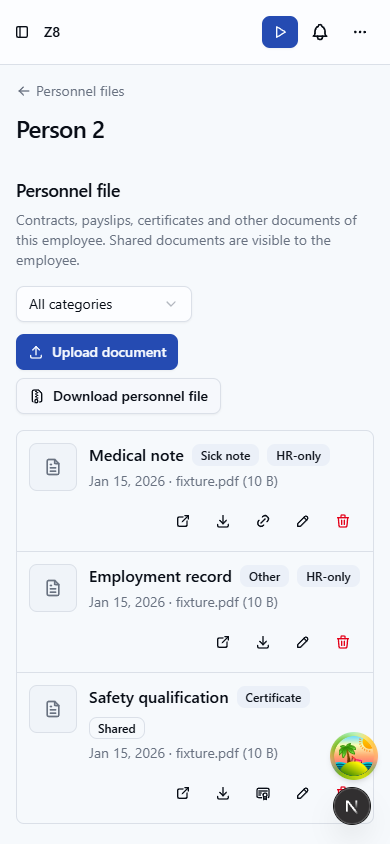 Z8
Personnel files
Person 2
Personnel file
Contracts, payslips, certificates and other documents of
this employee. Shared documents are visible to the
employee.
All categories
Upload document
Download personnel file
Medical note Sick note HR-only
Jan 15, 2026 · fixture.pdf (10 B)
Employment record Other HR-only
Jan 15, 2026 · fixture.pdf (10 B)
Safety qualification Certificate
Shared
Jan 15, 2026 · fixture.pdf (10 B)
N